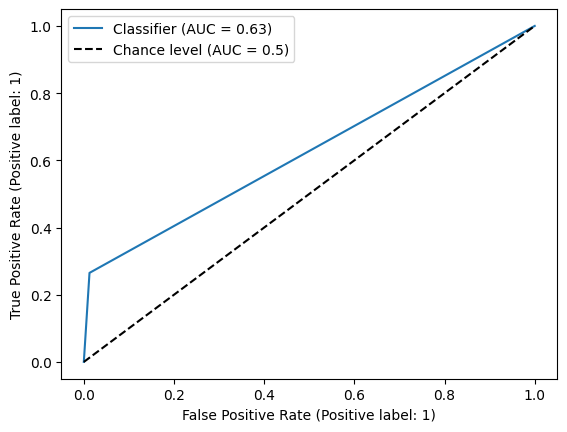 Classifier (AUC = 0.63)
Chance level (AUC = 0.5)
True Positive Rate (Positive label: 1)
1.0
0.8
0.6
0.4
0.2
0.0
0.0 0.2 0.4 0.6 0.8 1.0
False Positive Rate (Positive label: 1)